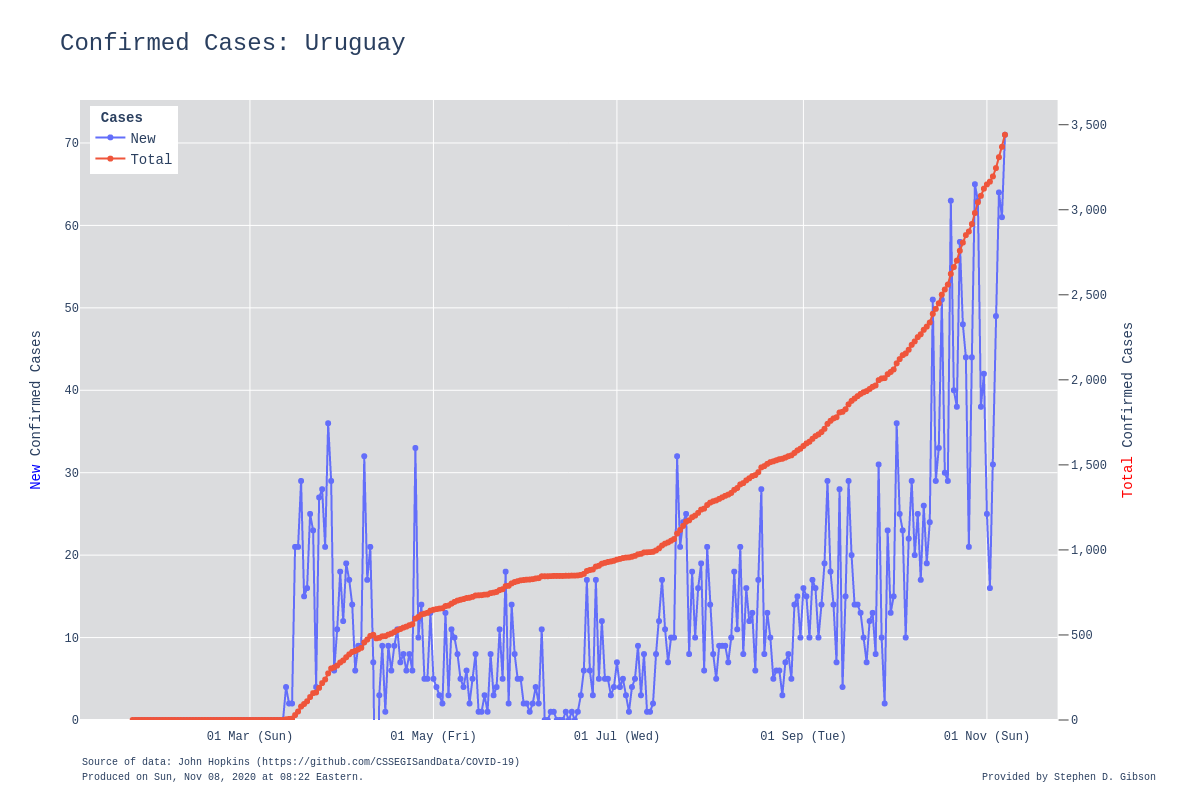 Confirmed Cases: Uruguay
Cases
New
Total
70
60
50
40
30
20
10
0
3,500
3,000
2,500
2,000
1,500
1,000
500
0
New Confirmed Cases
Total Confirmed Cases
01 Mar (Sun)
01 May (Fri)
01 Jul (Wed)
01 Sep (Tue)
01 Nov (Sun)
Source of data: John Hopkins (https://github.com/CSSEGISandData/COVID-19)
Produced on Sun, Nov 08, 2020 at 08:22 Eastern.
Provided by Stephen D. Gibson